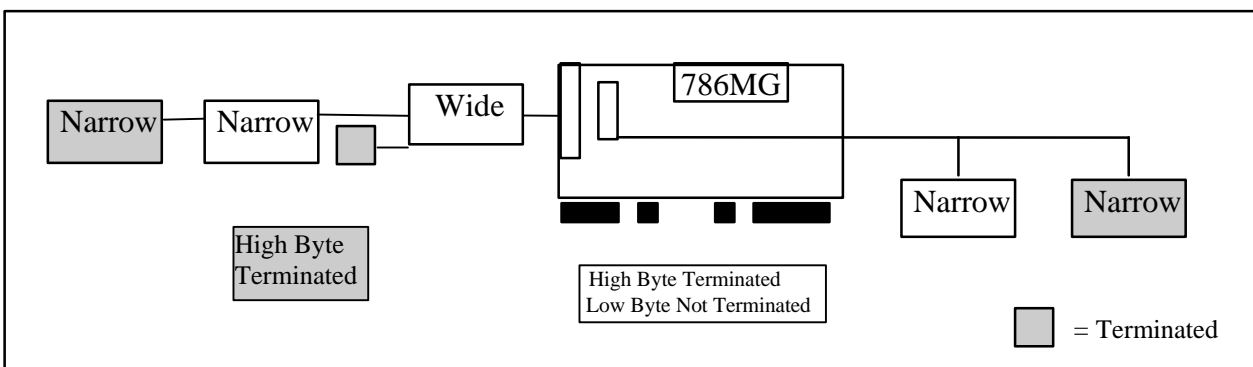 786MG
Wide
Narrow
Narrow
Narrow
Narrow
High Byte
Terminated
High Byte Terminated
Low Byte Not Terminated
= Terminated